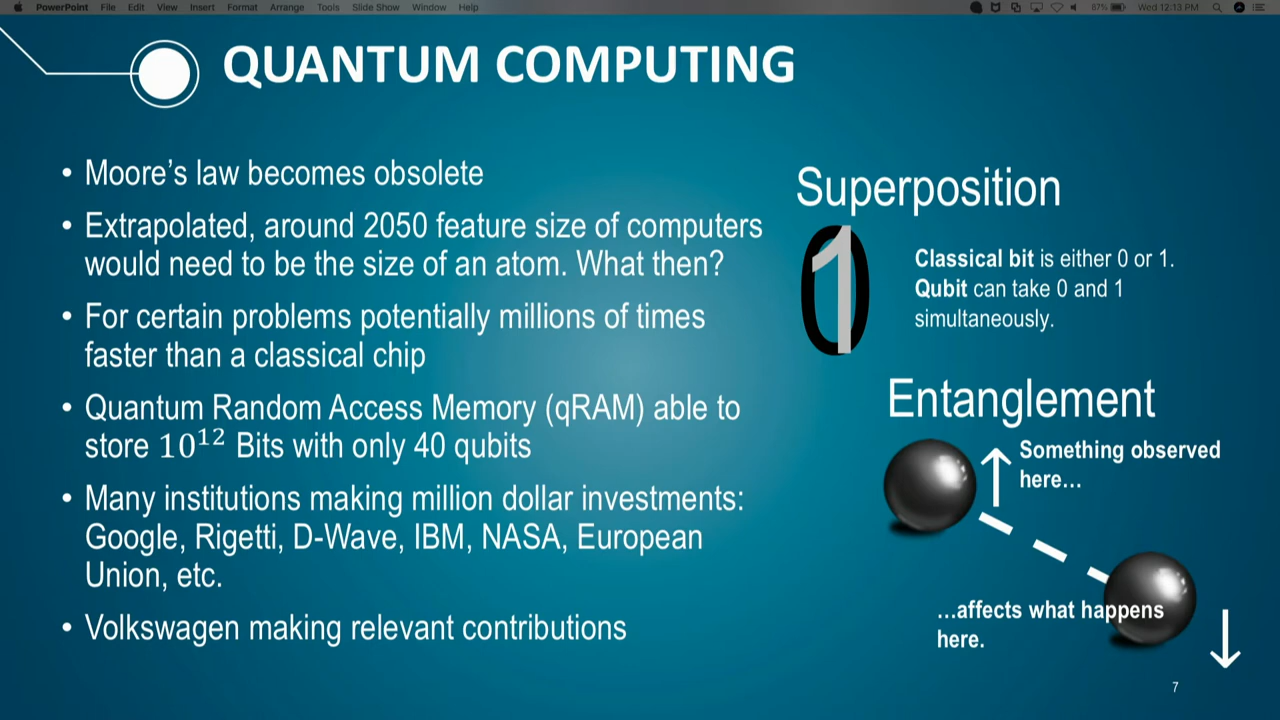 PowerPoint File Edit View Insert Format Arrange Tools Slide Show Window Help 87% Wed 12:13 PM
QUANTUM COMPUTING
• Moore's law becomes obsolete
• Extrapolated, around 2050 feature size of computers
would need to be the size of an atom. What then?
• For certain problems potentially millions of times
faster than a classical chip
• Quantum Random Access Memory (qRAM) able to
store 10¹² Bits with only 40 qubits
• Many institutions making million dollar investments:
Google, Rigetti, D-Wave, IBM, NASA, European
Union, etc.
• Volkswagen making relevant contributions
Superposition
0
1
Classical bit is either 0 or 1.
Qubit can take 0 and 1
simultaneously.
Entanglement
Something observed
here...
...affects what happens
here.
7